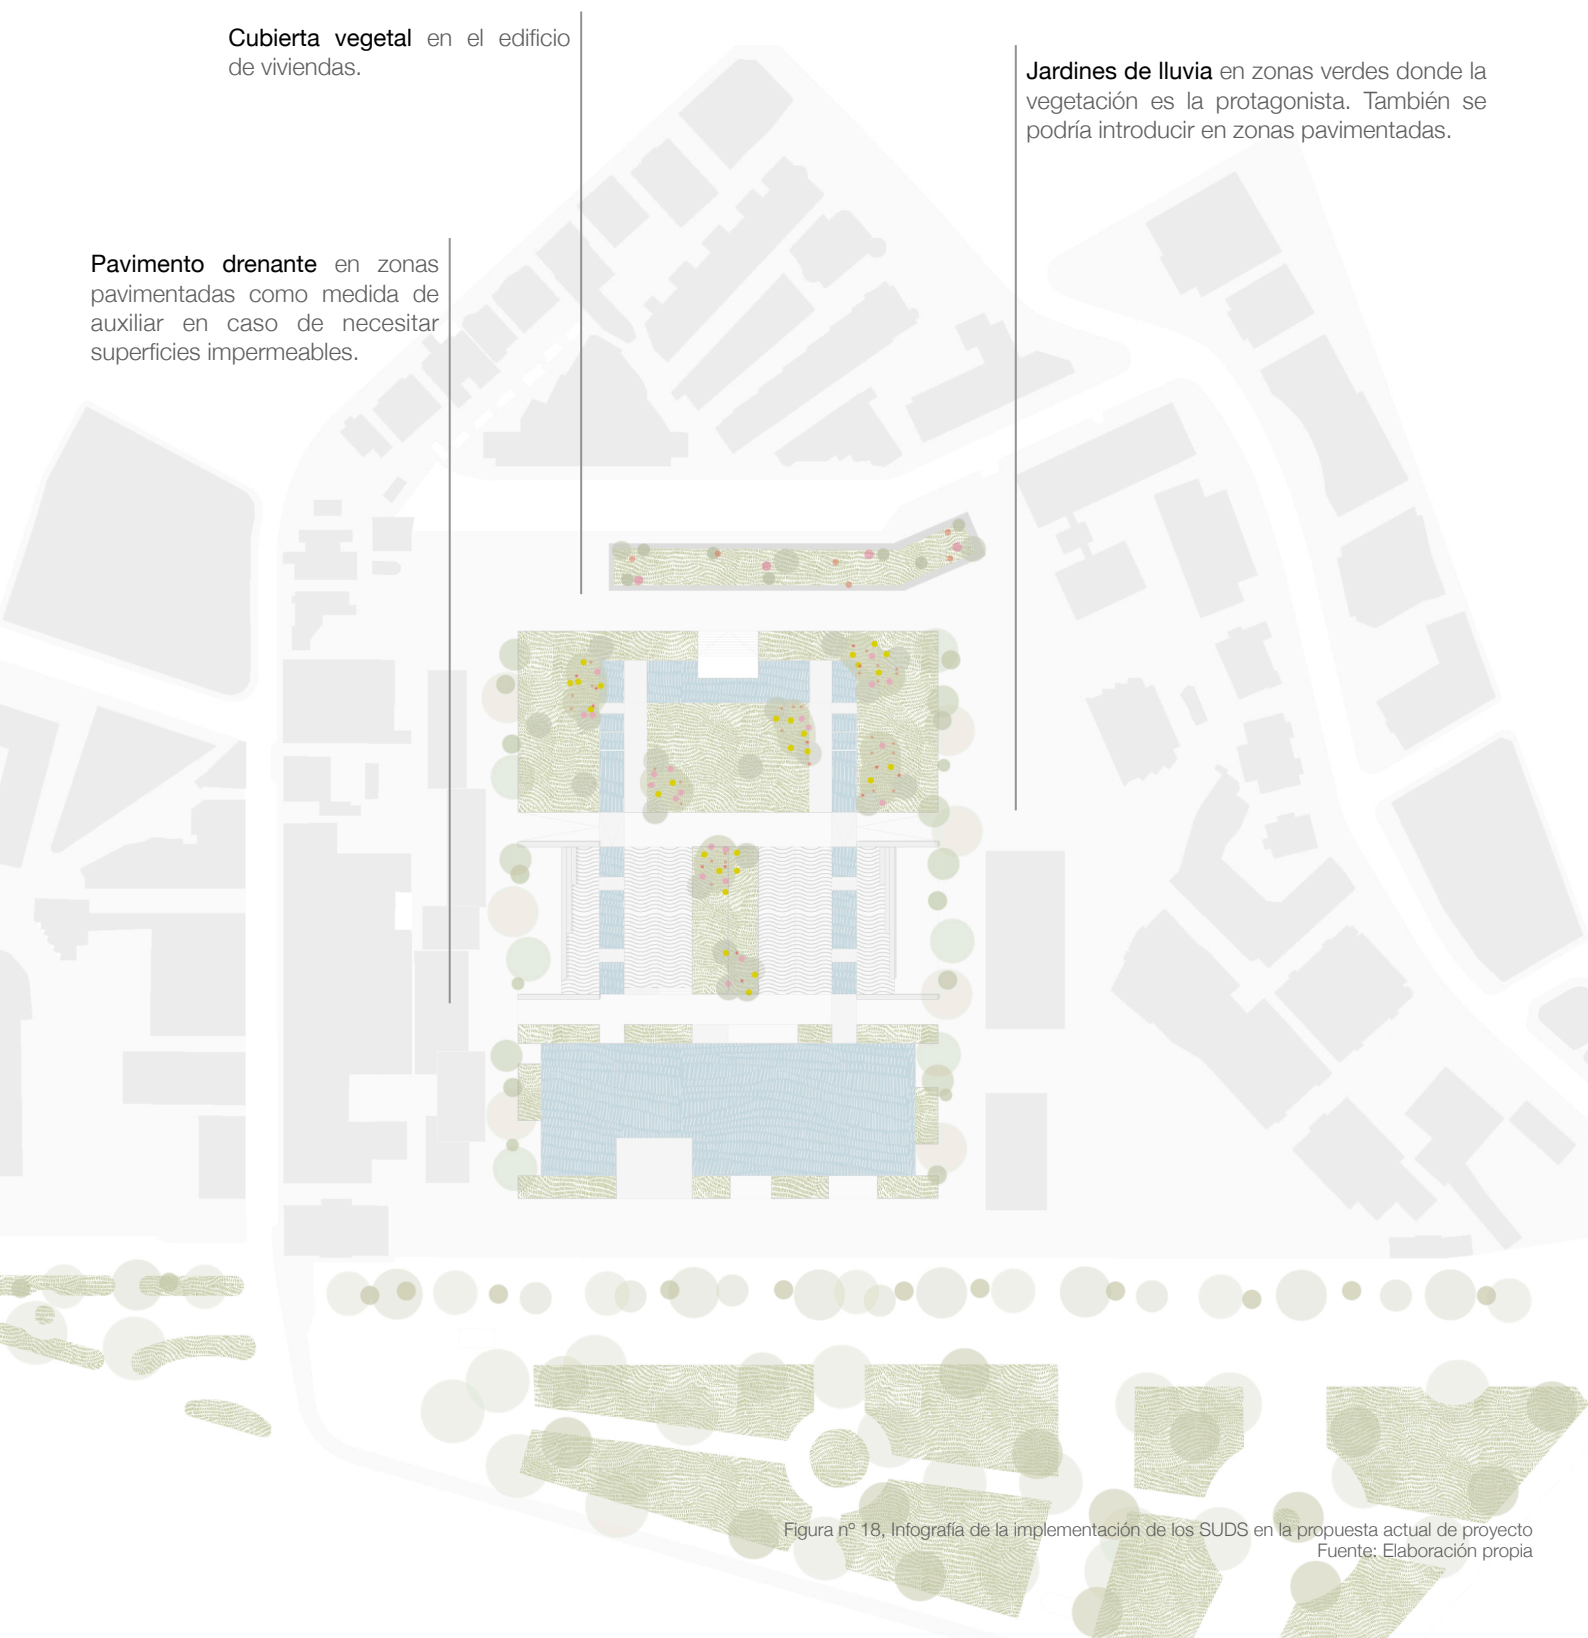 Cubierta vegetal en el edificio
de viviendas.
Jardines de lluvia en zonas verdes donde la
vegetación es la protagonista. También se
podría introducir en zonas pavimentadas.
Pavimento drenante en zonas
pavimentadas como medida de
auxiliar en caso de necesitar
superficies impermeables.
Figura nº 18, Infografía de la implementación de los SUDS en la propuesta actual de proyecto
Fuente: Elaboración propia